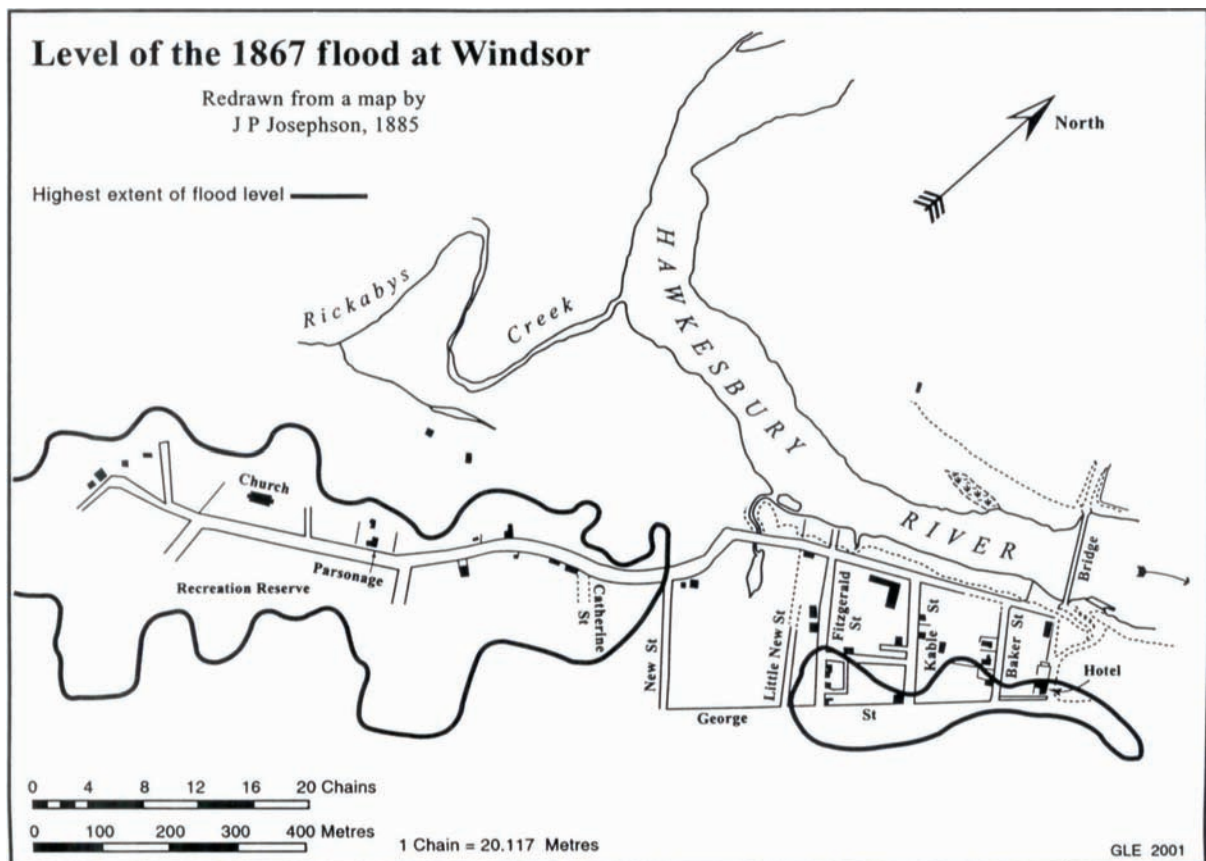 Level of the 1867 flood at Windsor
Redrawn from a map by
J P Josephson, 1885
North
Highest extent of flood level
HAWKESBURY
RIVER
Rickabys
Creek
Church
Parsonage
Recreation Reserve
Catherine
St
New St
Little New St
Fitzgerald
St
Kable
St
Baker
St
Bridge
Hotel
George
St
0 4 8 12 16 20 Chains
0 100 200 300 400 Metres
1 Chain = 20.117 Metres
GLE 2001